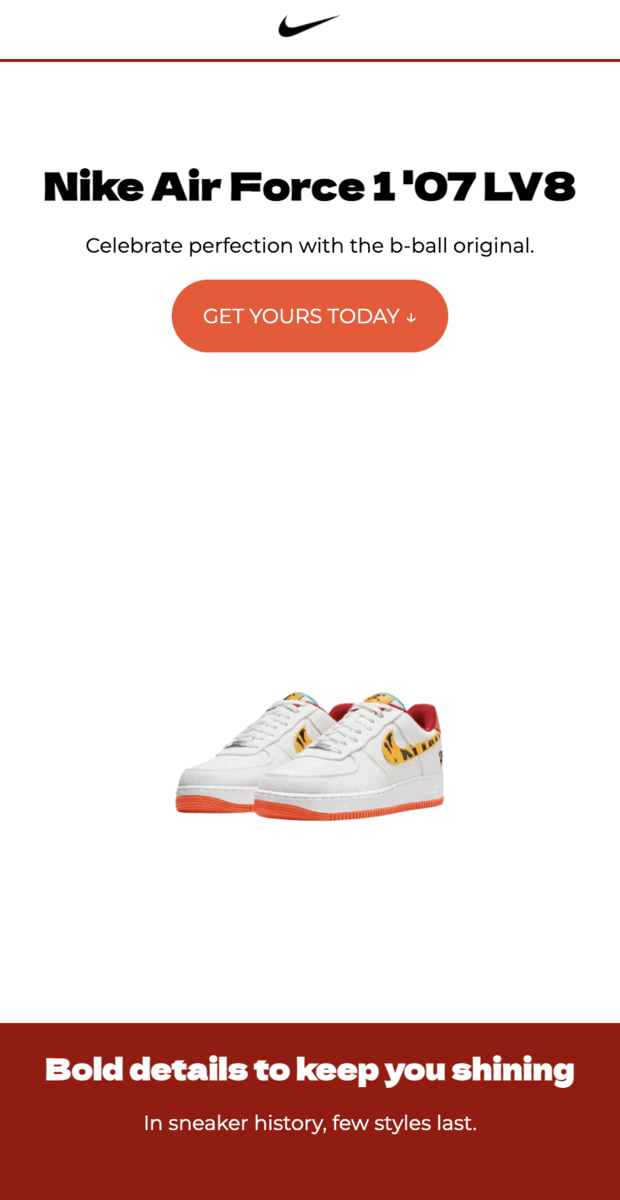 Nike Air Force 1 '07 LV8
Celebrate perfection with the b-ball original.
GET YOURS TODAY ↓
Bold details to keep you shining
In sneaker history, few styles last.